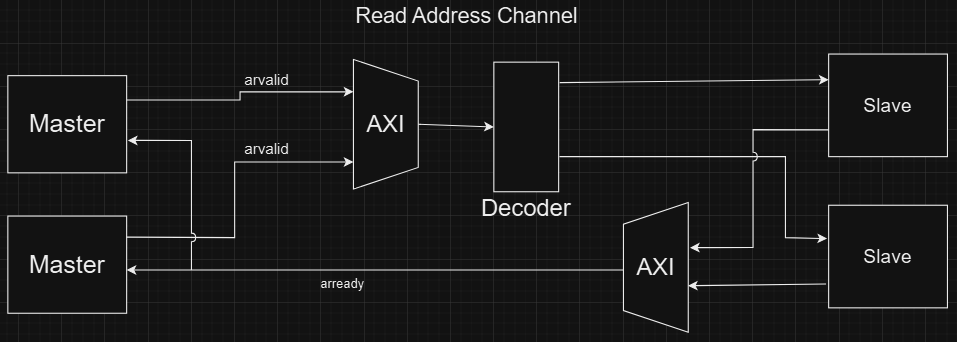 Read Address Channel
arvalid
Master
AXI
Slave
arvalid
Decoder
Master
AXI
Slave
arready